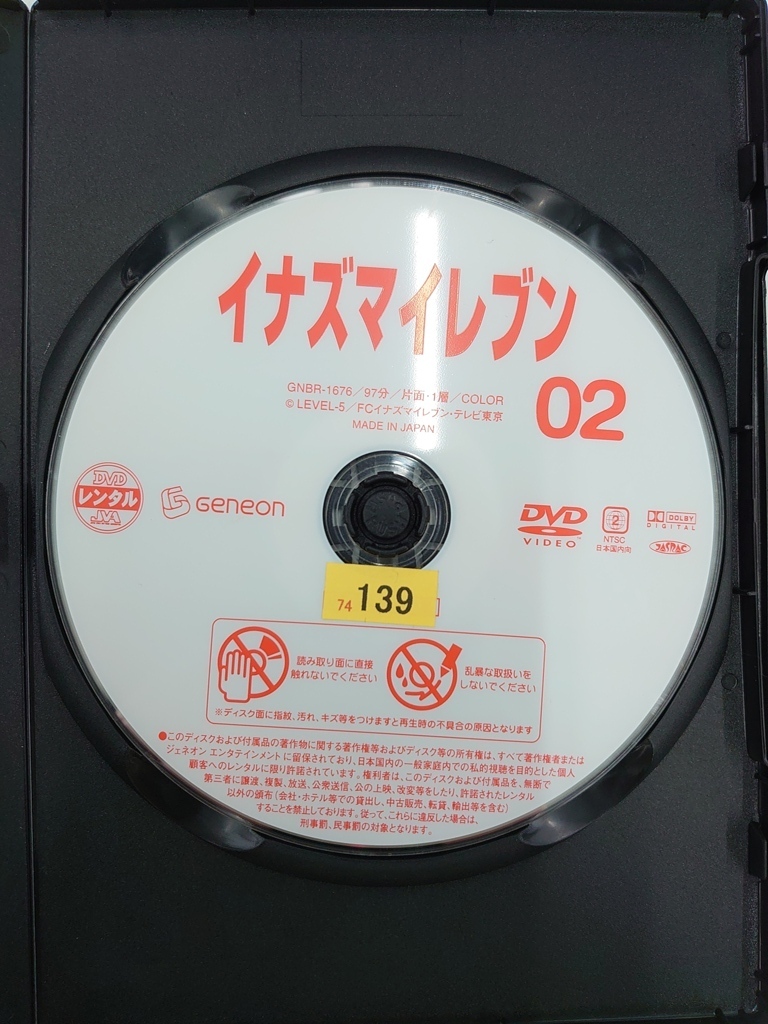 イナズマイレブン
02
GNBR-1676/97分/片面・1層/COLOR
© LEVEL-5/FCイナズマイレブン・テレビ東京
MADE IN JAPAN
DVD
レンタル
JVA
GENEON
DVD
VIDEO
2
NTSC
日本国内向
DOLBY
DIGITAL
JASRAC
74 139
読み取り面に直接
触れないでください
乱暴な取扱いを
しないでください
※ディスク面に指紋、汚れ、キズ等をつけますと再生時の不具合の原因となります
●このディスクおよび付属品の著作物に関する著作権等およびディスク等の所有権は、すべて著作権者または
ジェネオン エンタテインメントに留保されており、日本国内の一般家庭内での私的視聴を目的とした個人
顧客へのレンタルに限り許諾されています。権利者は、このディスクおよび付属品を、無断で
第三者に譲渡、複製、放送、公衆送信、公の上映、改変等をしたり、許諾されたレンタル
以外の頒布(会社・ホテル等での貸出し、中古販売、転貸、輸出等を含む)
することを禁止しております。従って、これらに違反した場合は、
刑事罰、民事罰の対象となります。